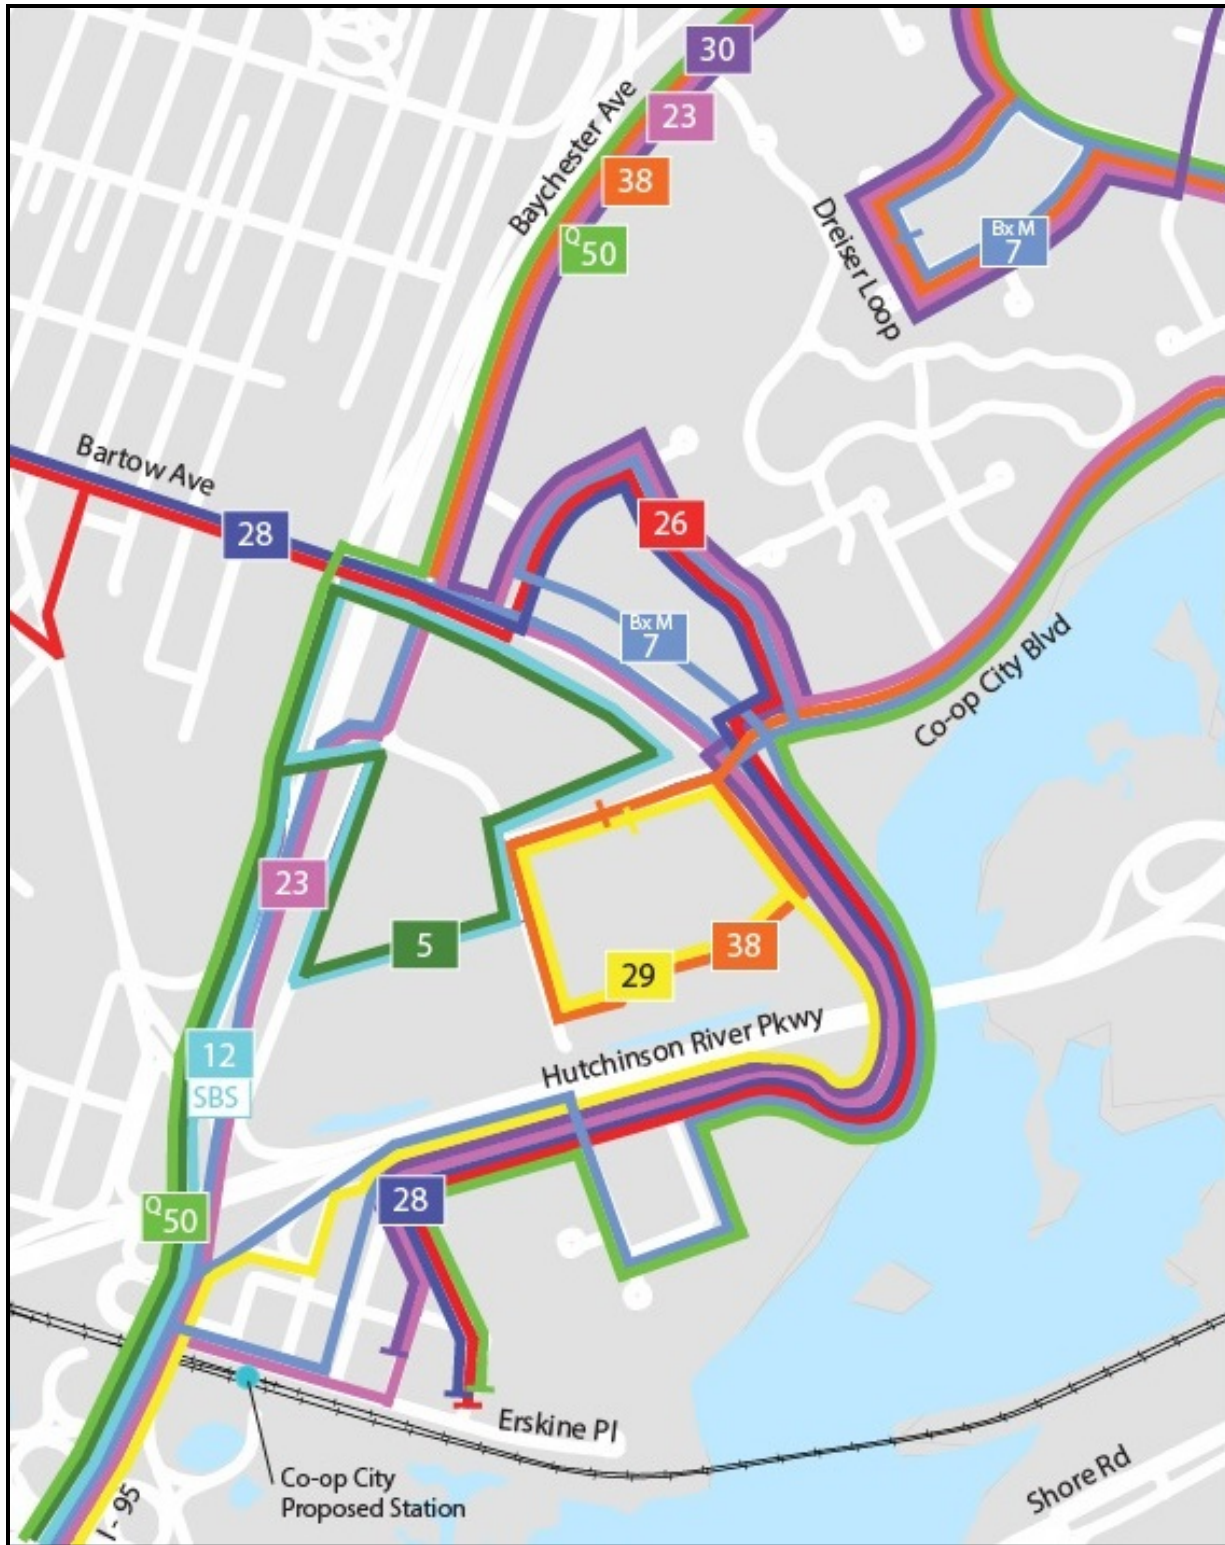 30
23
Baychester Ave
38
Q50
Dreiser Loop
Bx M
7
Bartow Ave
28
26
Bx M
7
Co-op City Blvd
23
5
38
29
Hutchinson River Pkwy
12
SBS
28
Q50
Erskine Pl
Co-op City
Proposed Station
Shore Rd
I - 95